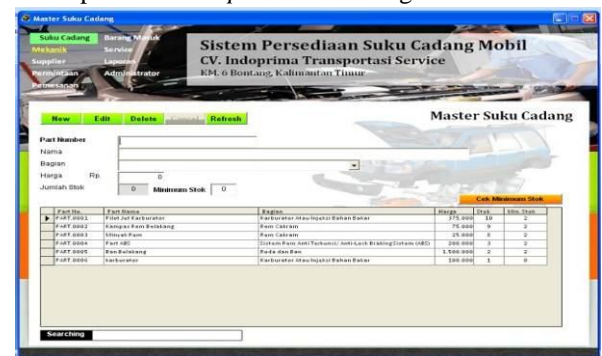 Master Suku Cadang
Suku Cadang Barang Masuk
Mekanik Service
Supplier Laporan
Permintaan Administrator
Pemesanan
Sistem Persediaan Suku Cadang Mobil
CV. Indoprima Transportasi Service
KM. 6 Bontang, Kalimantan Timur
New Edit Delete Refresh
Master Suku Cadang
Part Number
Nama
Bagian
Harga Rp. 0
Jumlah Stok 0 Minimum Stok 0
Cek Minimum Stok
Part No. Part Name Bagian Harga Stok Min. Stok
PART.0001 Pilot Jet Karburator Karburator Atau Injeksi Bahan Bakar 375.000 10 2
PART.0002 Kampas Rem Belakang Rem Cakram 75.000 9 2
PART.0003 Minyak Rem Rem Cakram 25.000 2
PART.0004 Part ABS Sistem Rem Anti Terkunci/ Anti-Lock Braking Sistem (ABS) 200.000 3 2
PART.0005 Ban Belakang Roda dan Ban 1.500.000 2 2
PART.0006 karburator Karburator Atau Injeksi Bahan Bakar 100.000 1 0
Searching